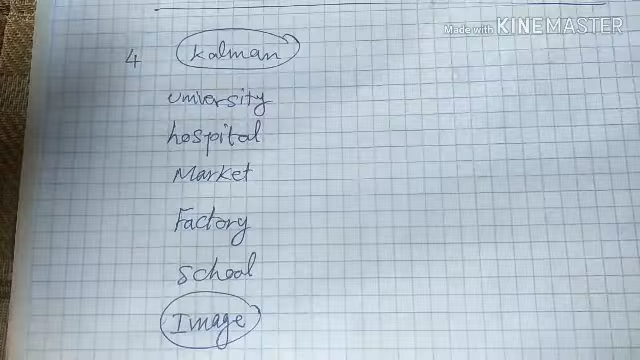 Made with KINEMASTER
4 Kalman
university
hospital
Market
Factory
School
Image